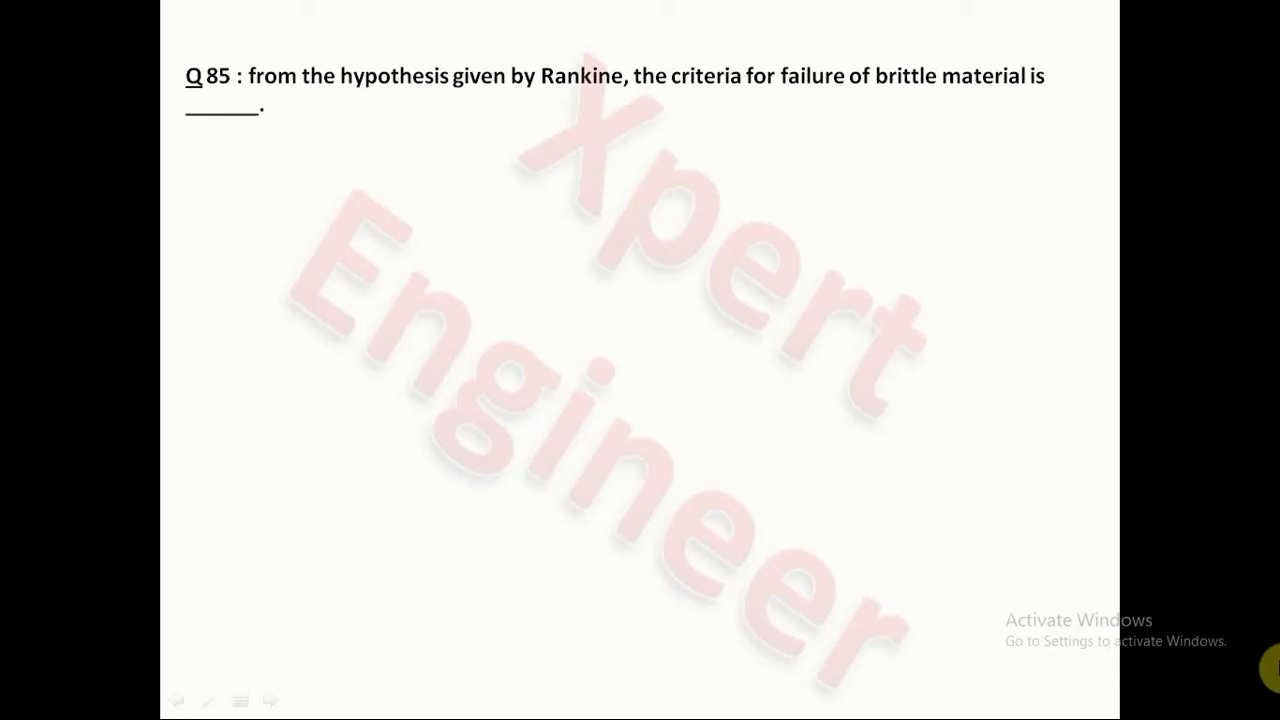 Q 85 : from the hypothesis given by Rankine, the criteria for failure of brittle material is
______.
Xpert
Engineer
Activate Windows
Go to Settings to activate Windows.